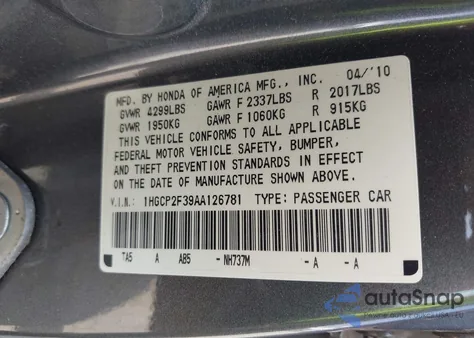 MFD. BY HONDA OF AMERICA MFG., INC. 04/'10
GVWR 4299LBS GAWR F 2337LBS R 2017LBS
GVWR 1950KG GAWR F 1060KG R 915KG
THIS VEHICLE CONFORMS TO ALL APPLICABLE
FEDERAL MOTOR VEHICLE SAFETY, BUMPER,
AND THEFT PREVENTION STANDARDS IN EFFECT
ON THE DATE OF MANUFACTURE SHOWN ABOVE.
V.I.N.: 1HGCP2F39AA126781 TYPE: PASSENGER CAR
TA5 A AB5 - NH737M - A - A
autoSnap